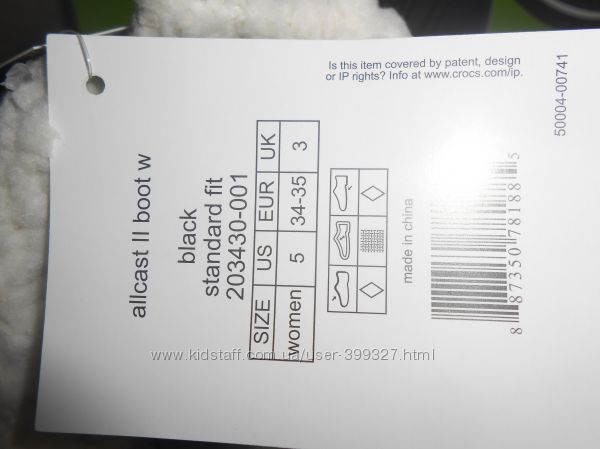 Is this item covered by patent, design
or IP rights? Info at www.crocs.com/ip.
50004-00741
allcast II boot w
black
standard fit
203430-001
SIZE US EUR UK
women 5 34-35 3
made in china
8 87350 78188 5
www.kidstaff.com.ua/user-399327.html